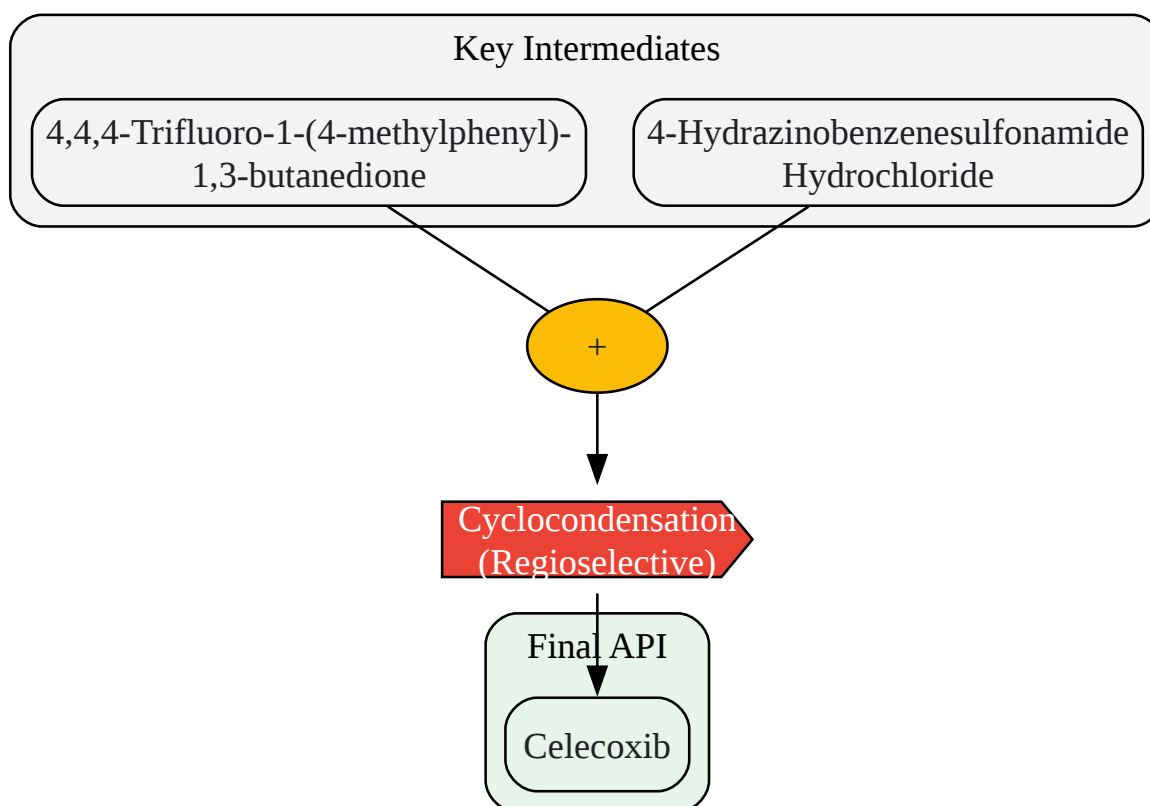 Key Intermediates
4,4,4-Trifluoro-1-(4-methylphenyl)-
1,3-butanedione
4-Hydrazinobenzenesulfonamide
Hydrochloride
+
Cyclocondensation
(Regioselective)
Final API
Celecoxib